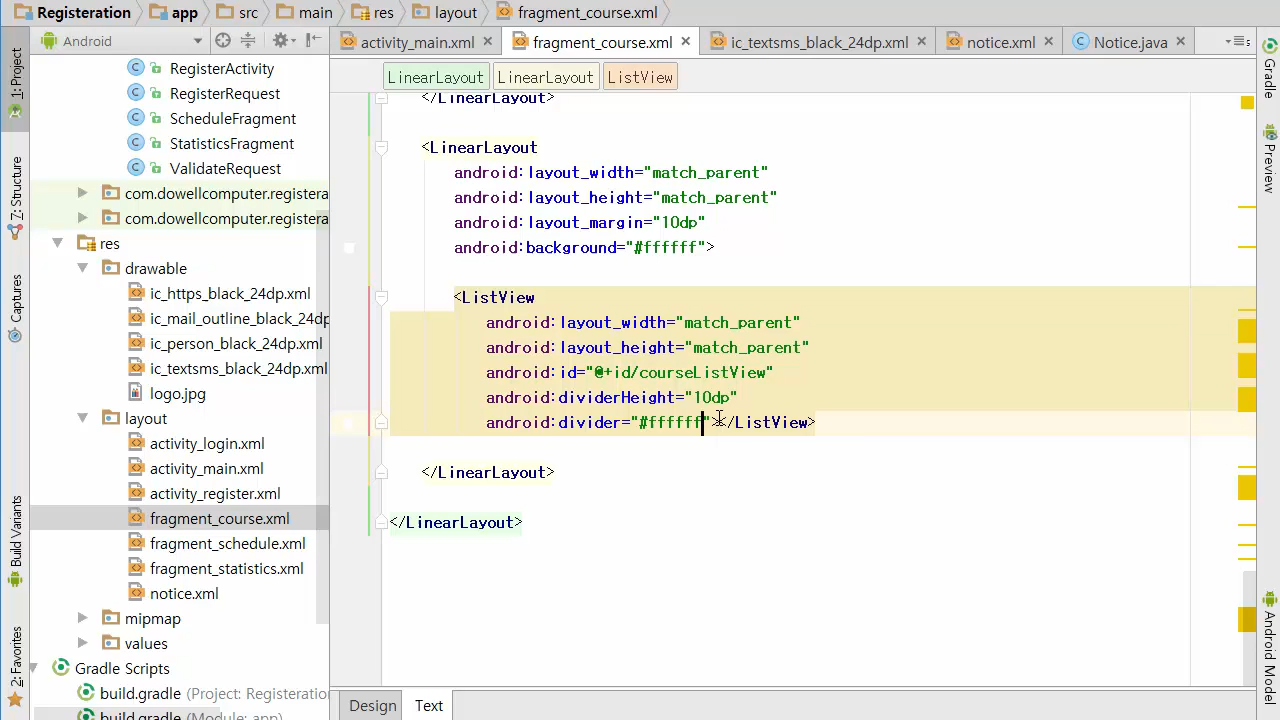 Registeration app src main res layout fragment_course.xml
Android
activity_main.xml fragment_course.xml ic_textsms_black_24dp.xml notice.xml Notice.java
LinearLayout LinearLayout ListView
1: Project
7: Structure
Captures
Build Variants
2: Favorites
RegisterActivity
RegisterRequest
ScheduleFragment
StatisticsFragment
ValidateRequest
com.dowellcomputer.registera
com.dowellcomputer.registera
res
drawable
ic_https_black_24dp.xml
ic_mail_outline_black_24dp
ic_person_black_24dp.xml
ic_textsms_black_24dp.xml
logo.jpg
layout
activity_login.xml
activity_main.xml
activity_register.xml
fragment_course.xml
fragment_schedule.xml
fragment_statistics.xml
notice.xml
mipmap
values
Gradle Scripts
build.gradle (Project: Registeration
build.gradle (Module: app)
</LinearLayout>
<LinearLayout
android:layout_width="match_parent"
android:layout_height="match_parent"
android:layout_margin="10dp"
android:background="#ffffff">
<ListView
android:layout_width="match_parent"
android:layout_height="match_parent"
android:id="@+id/courseListView"
android:dividerHeight="10dp"
android:divider="#ffffff"></ListView>
</LinearLayout>
</LinearLayout>
Design Text
Gradle
Preview
Android Model